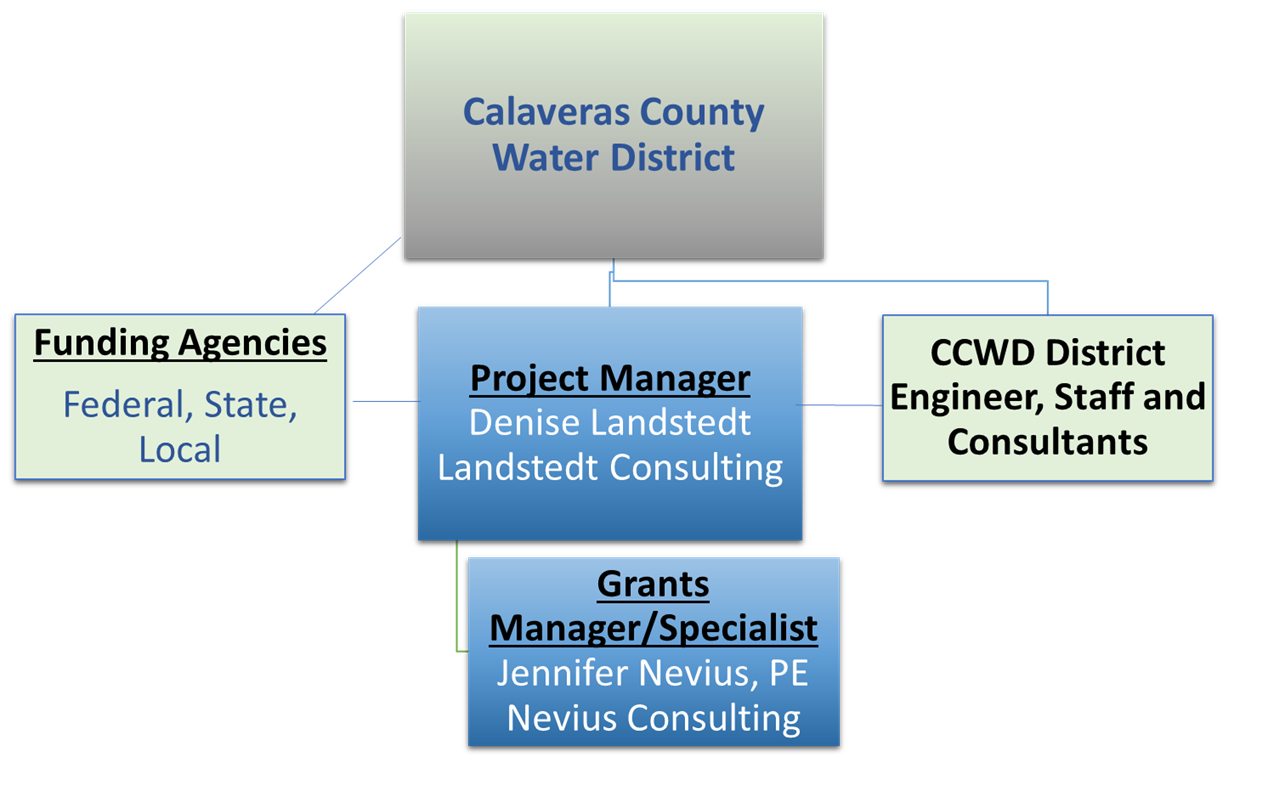 Calaveras County
Water District
Funding Agencies
Federal, State,
Local
Project Manager
Denise Landstedt
Landstedt Consulting
CCWD District
Engineer, Staff and
Consultants
Grants
Manager/Specialist
Jennifer Nevius, PE
Nevius Consulting